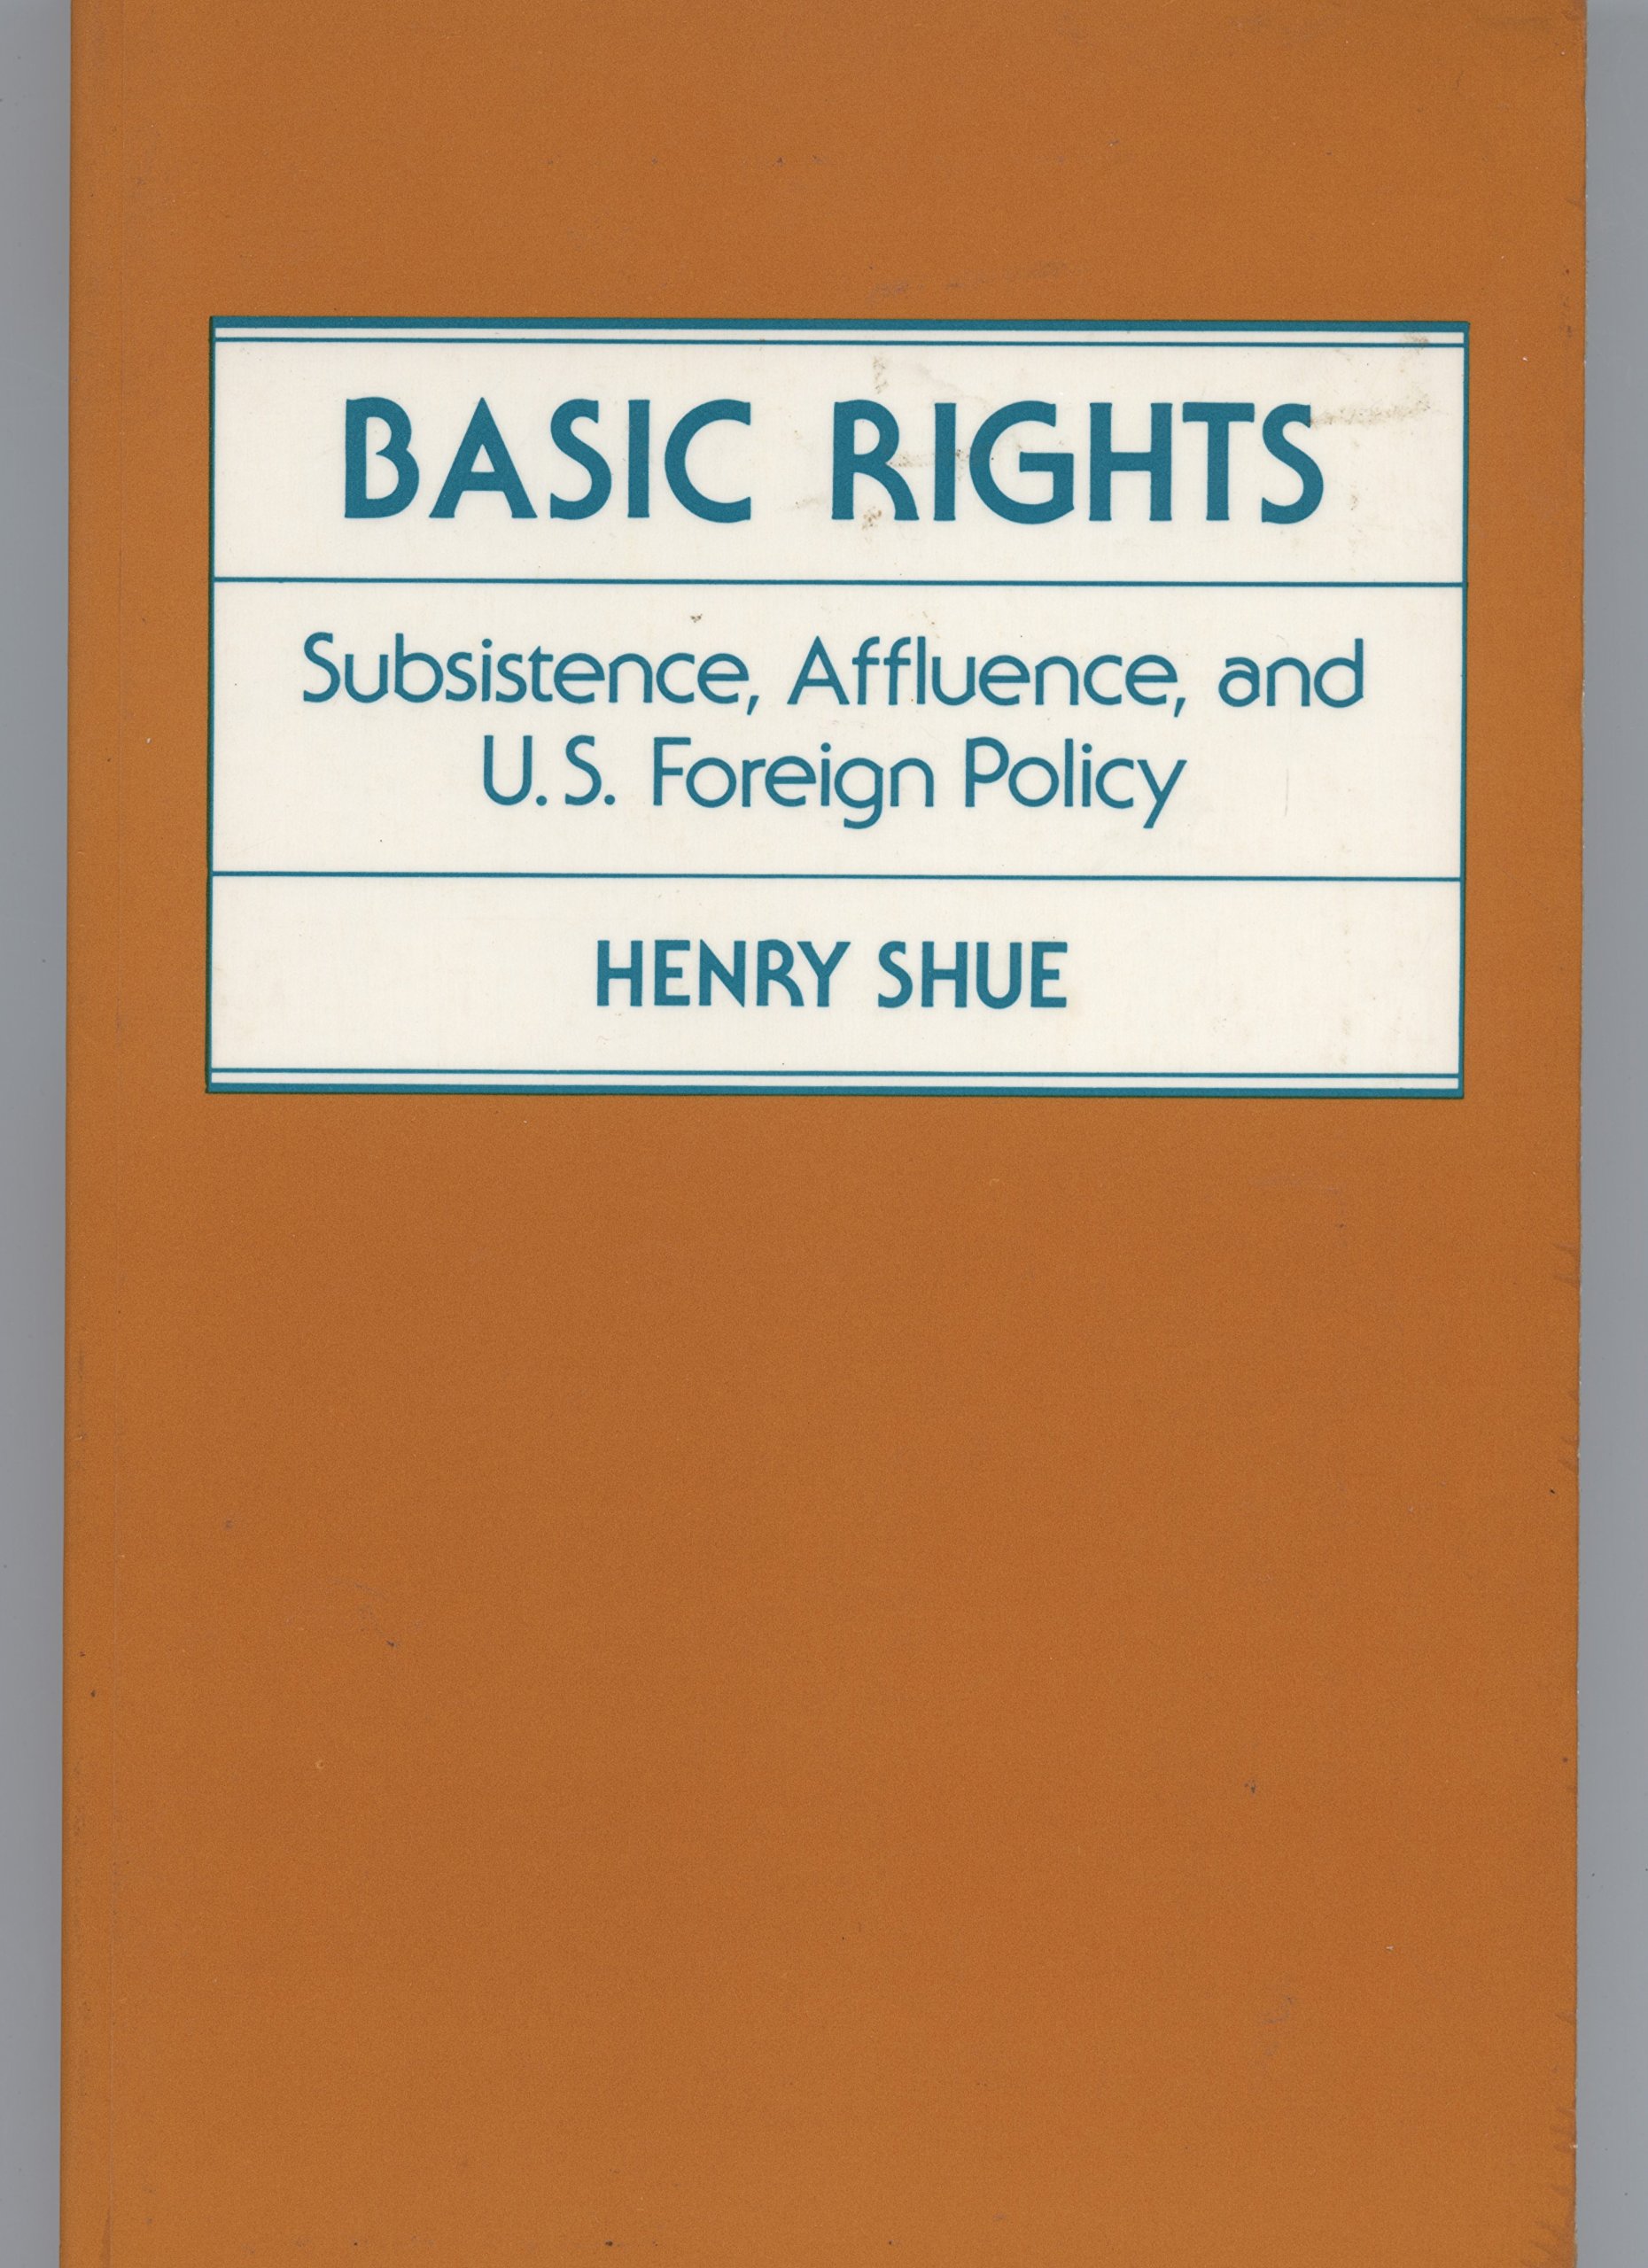 BASIC RIGHTS
Subsistence, Affluence, and
U.S. Foreign Policy
HENRY SHUE